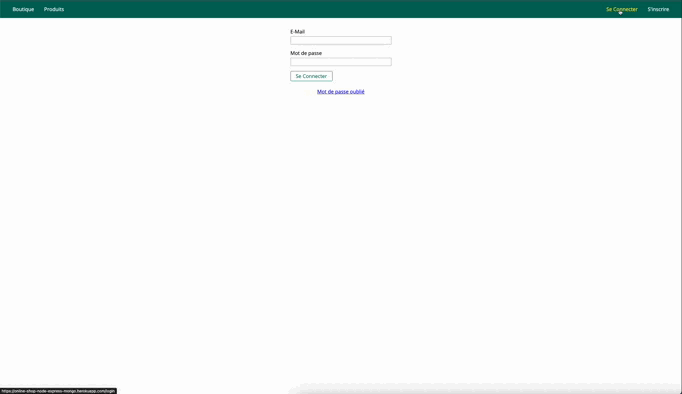 Boutique Produits Se Connecter S'inscrire
E-Mail
Mot de passe
Se Connecter
Mot de passe oublié
https://online-shop-node-express-mongo.herokuapp.com/login